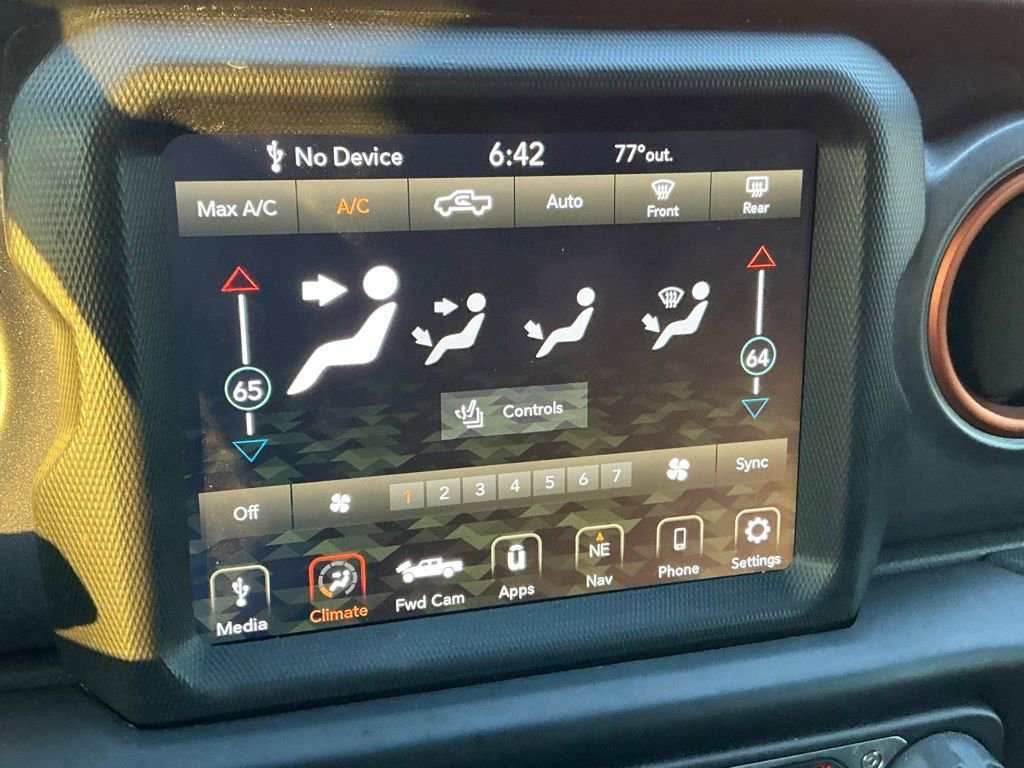 No Device 6:42 77°out.
Max A/C A/C Auto Front Rear
65 64
Controls
Off 1 2 3 4 5 6 7 Sync
Media Climate Fwd Cam Apps NE Nav Phone Settings